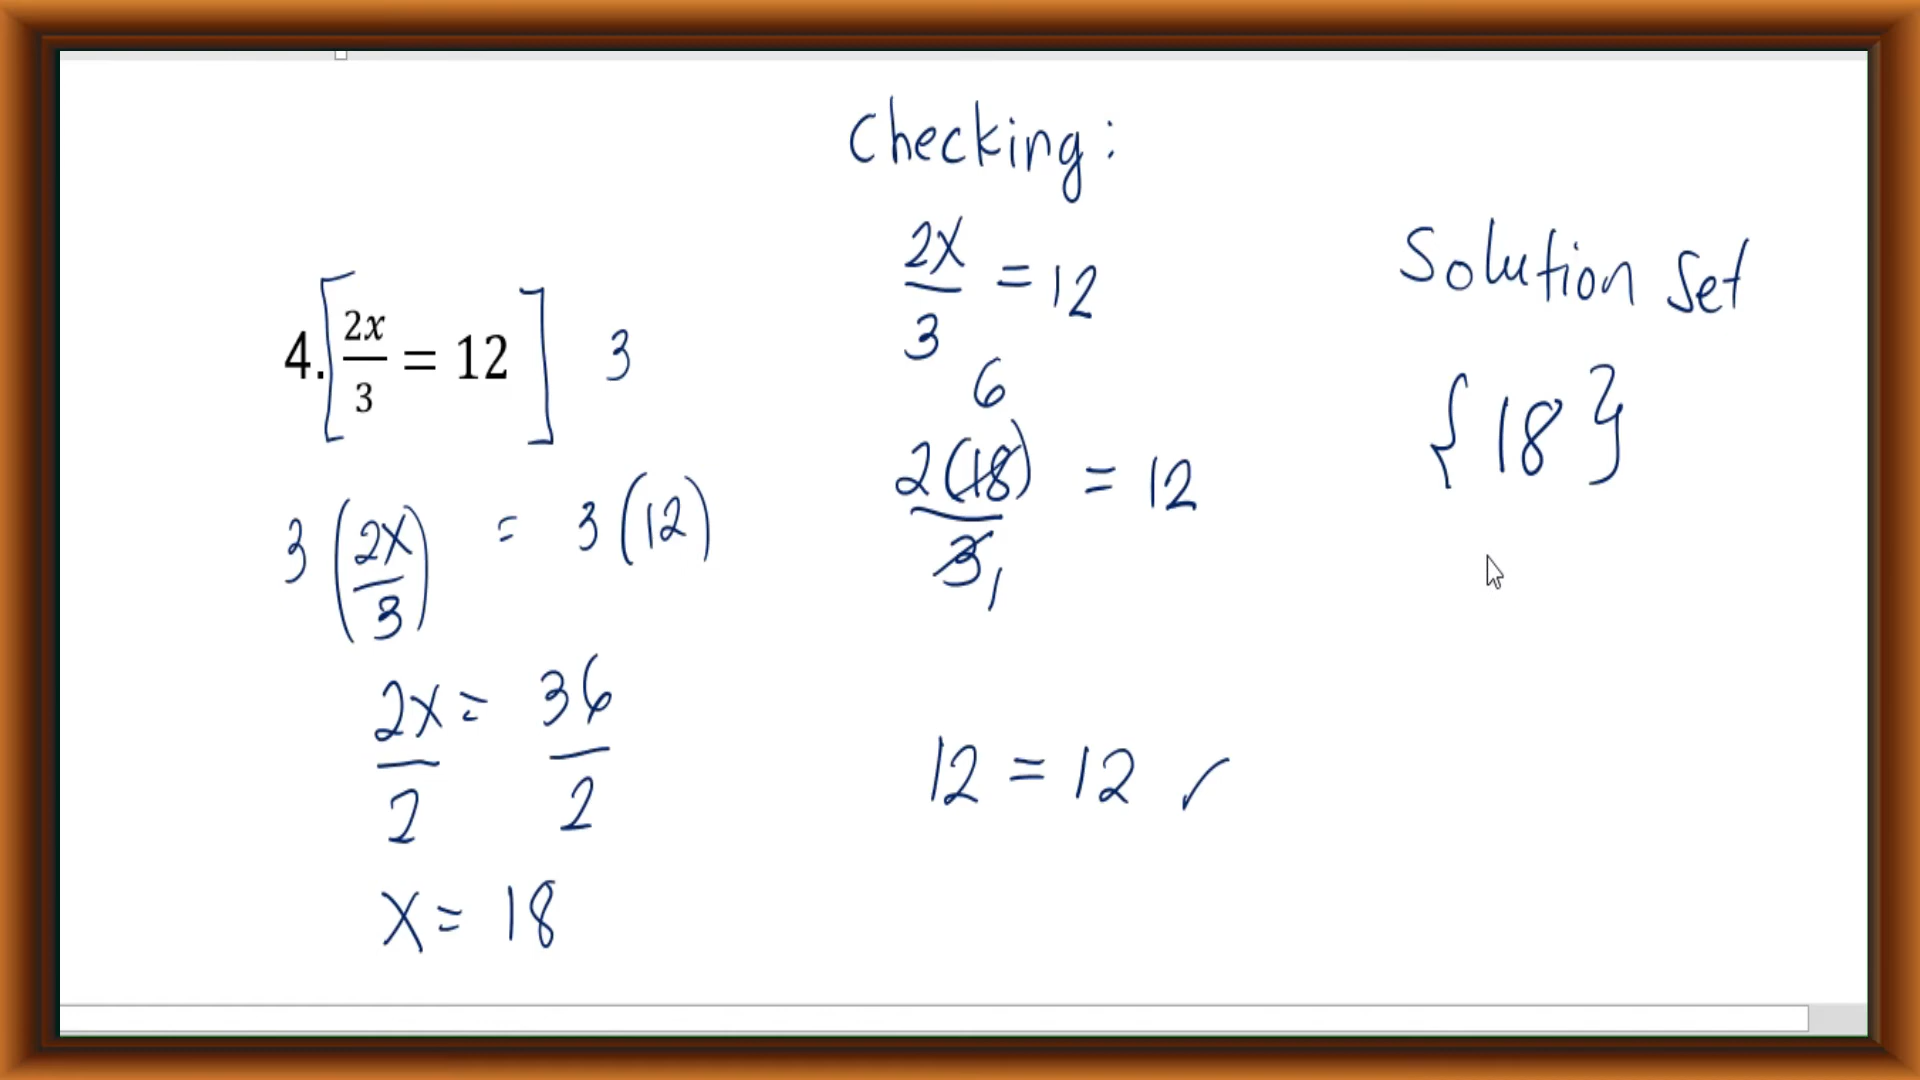 4. [2x/3 = 12] 3
3(2x/3) = 3(12)
2x/2 = 36/2
x = 18
Checking:
2x/3 = 12
6
2(18)/3 = 12
1
12 = 12 ✓
Solution Set
{18}